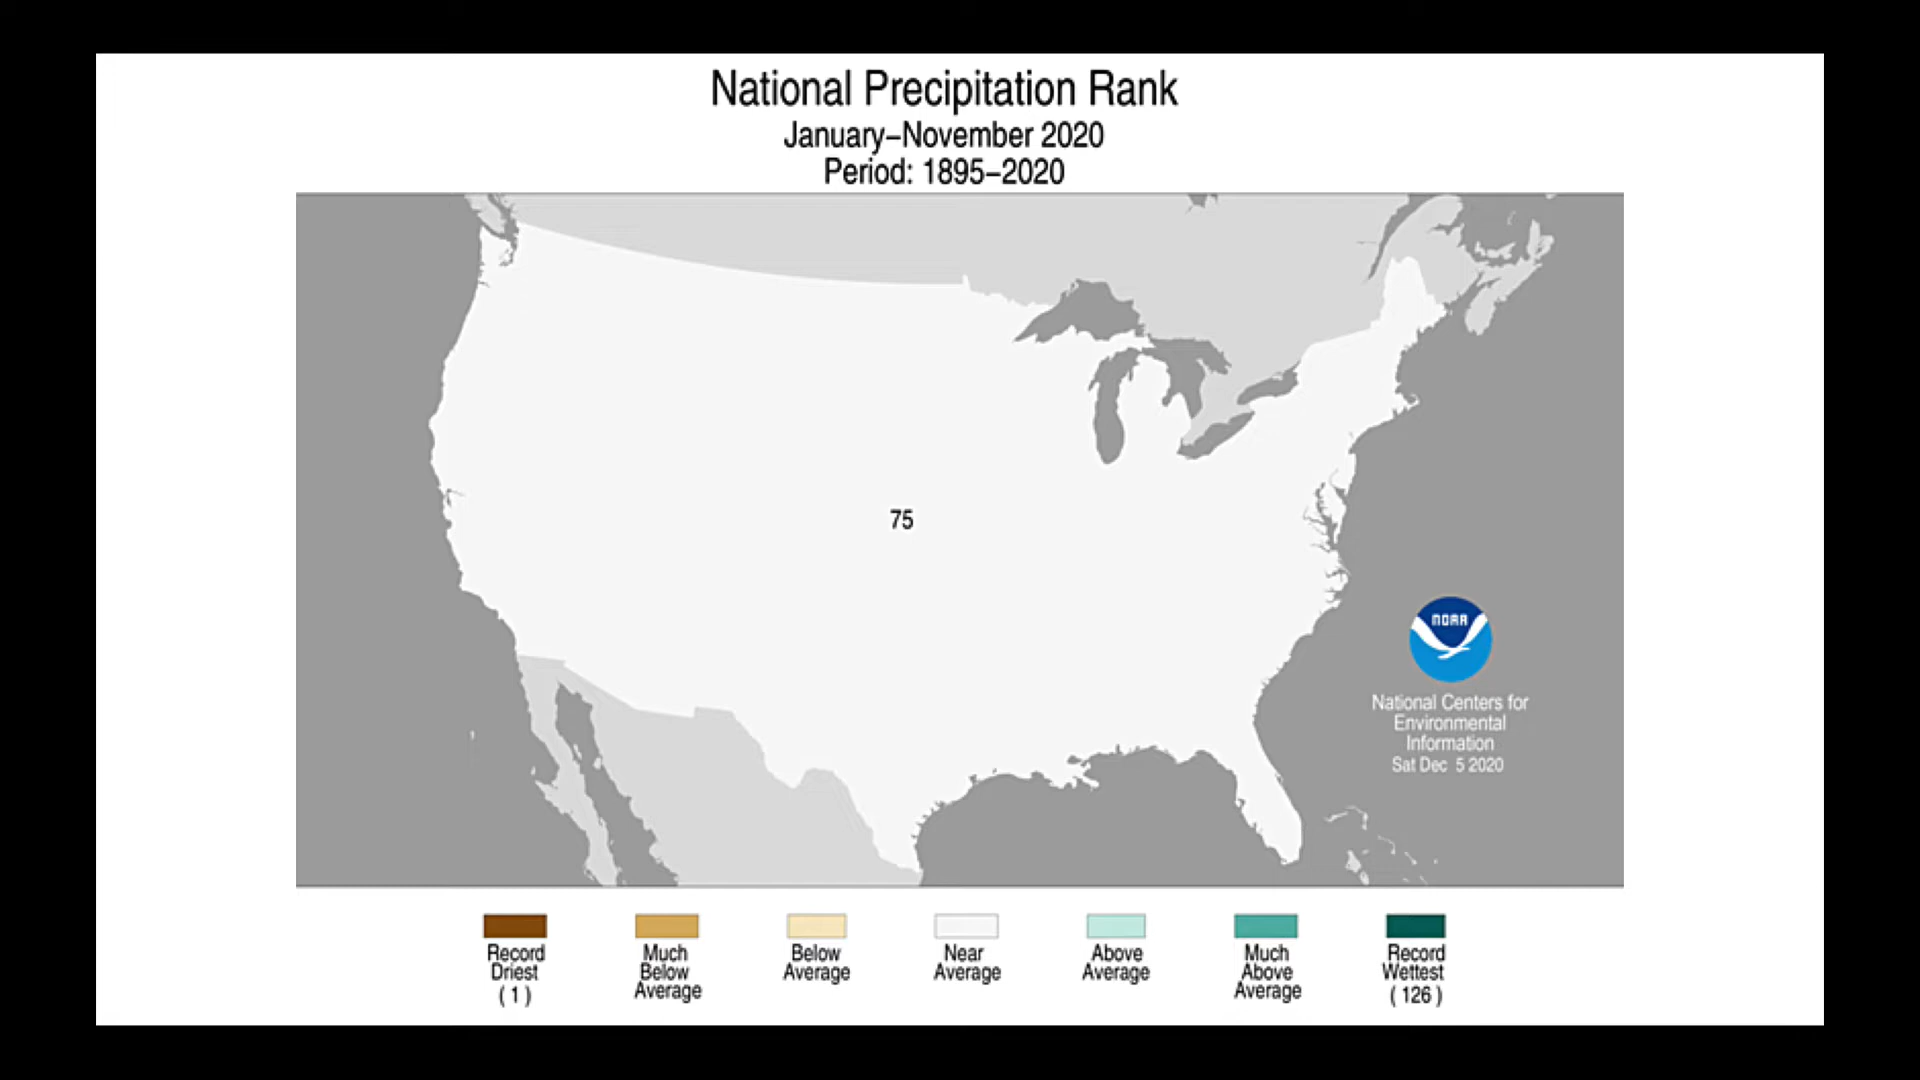 National Precipitation Rank
January–November 2020
Period: 1895–2020
75
NOAA
National Centers for
Environmental
Information
Sat Dec 5 2020
Record
Driest
( 1 )
Much
Below
Average
Below
Average
Near
Average
Above
Average
Much
Above
Average
Record
Wettest
( 126 )